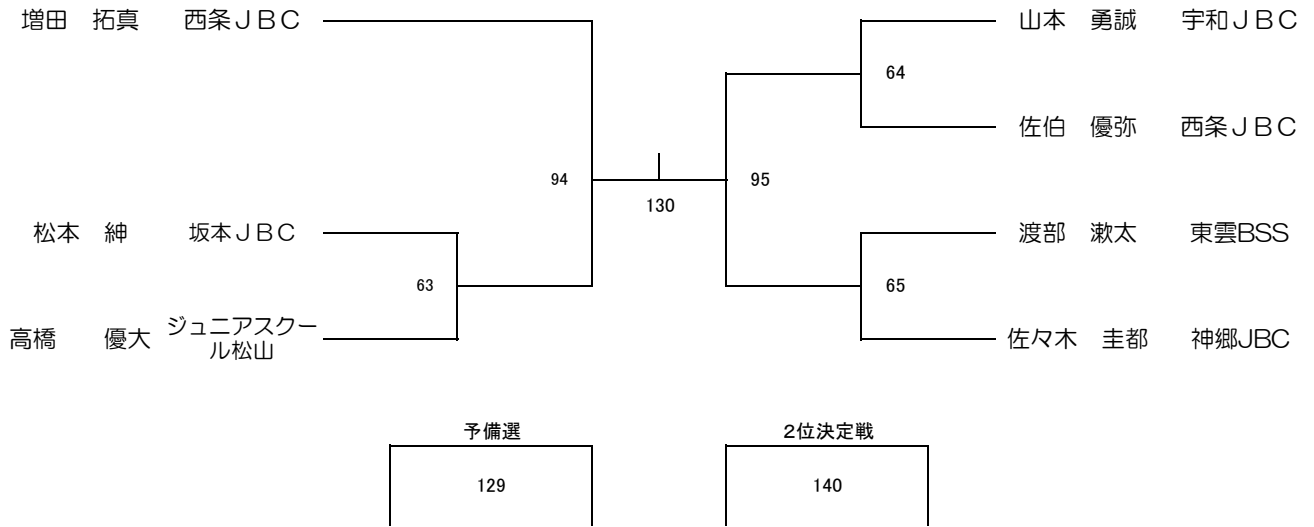 増田　拓真　西条ＪＢＣ
94
松本　紳　坂本ＪＢＣ
63
高橋　優大　ジュニアスクー
ル松山
130
山本　勇誠　宇和ＪＢＣ
64
佐伯　優弥　西条ＪＢＣ
95
渡部　漱太　東雲BSS
65
佐々木　圭都　神郷JBC
予備選
129
2位決定戦
140